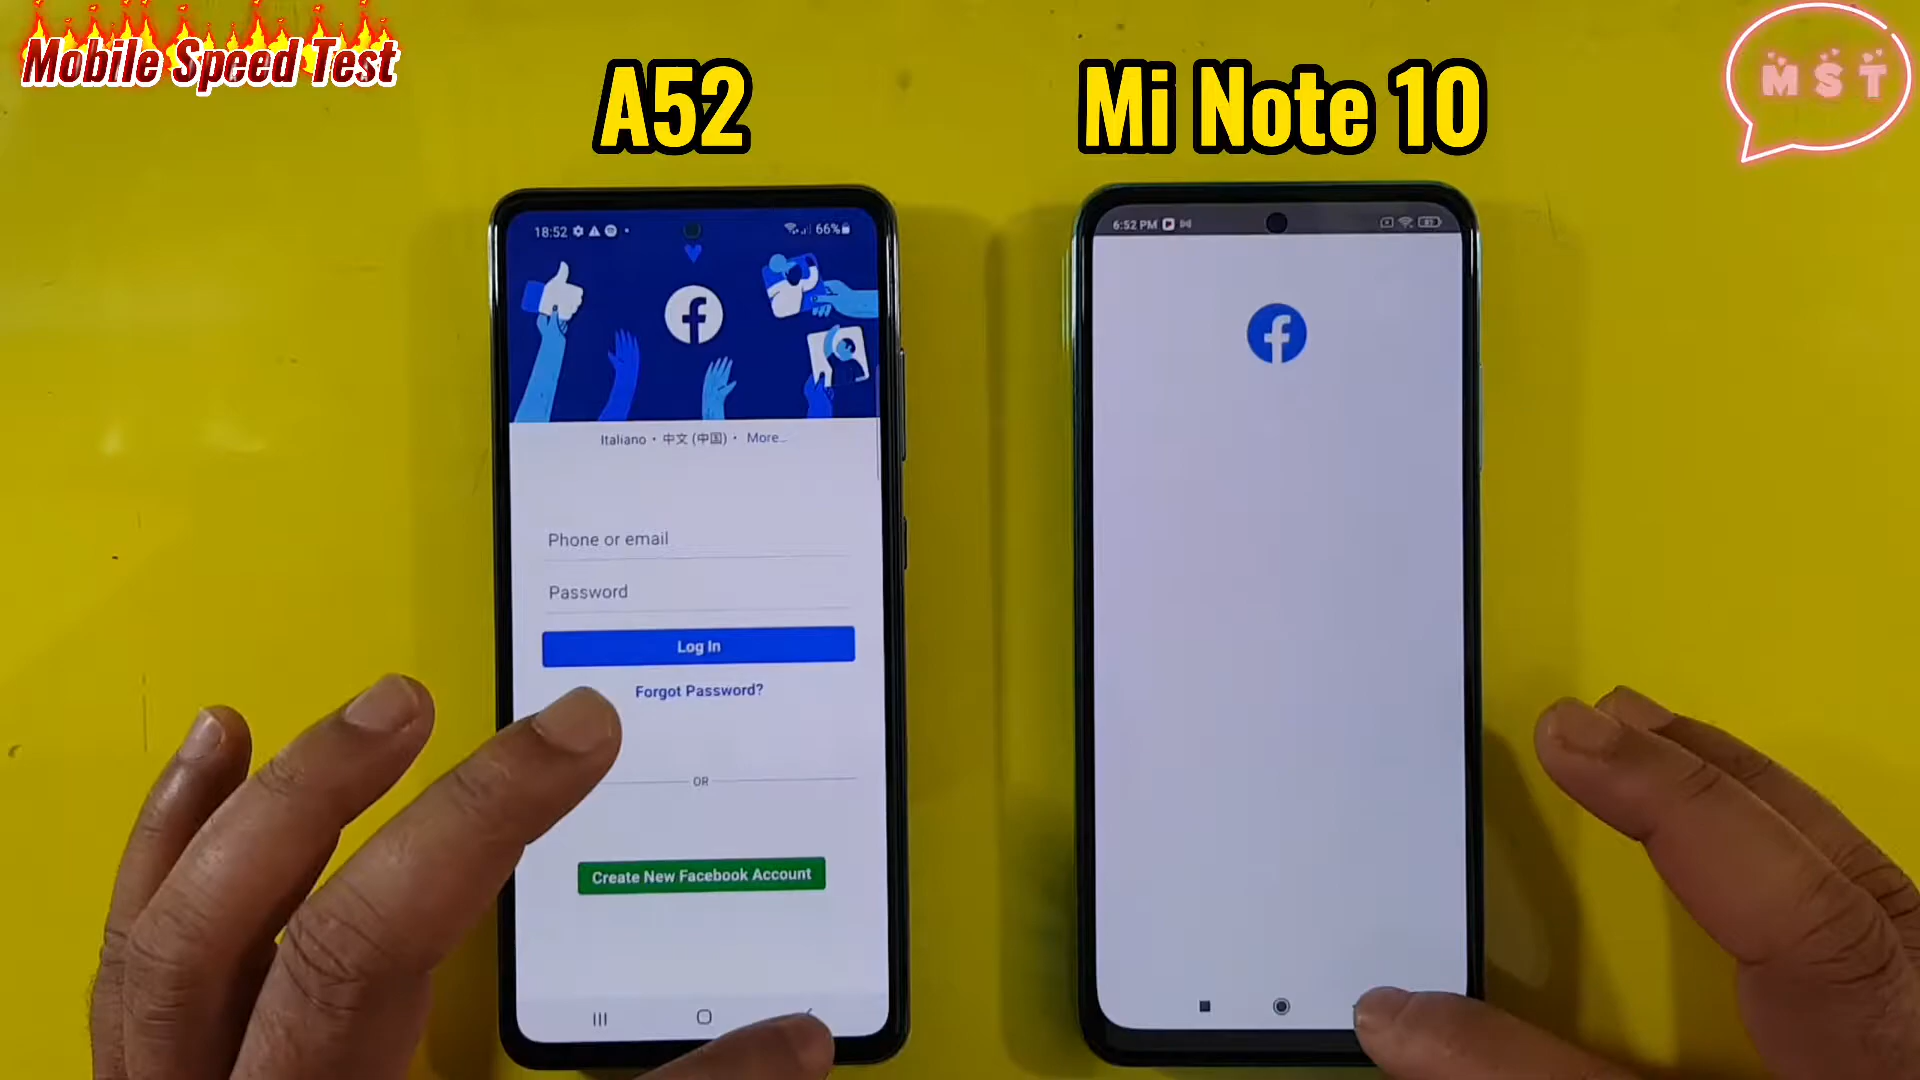 Mobile Speed Test
A52
Mi Note 10
MST
18:52
66%
6:52 PM
Italiano • 中文 (中国) • More...
Phone or email
Password
Log In
Forgot Password?
OR
Create New Facebook Account